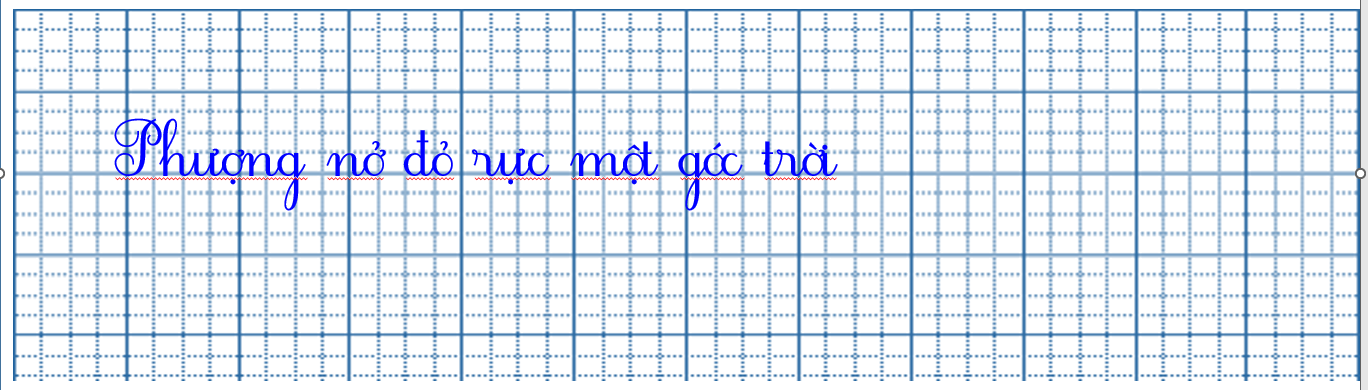 Phượng nở đỏ rực một góc trời